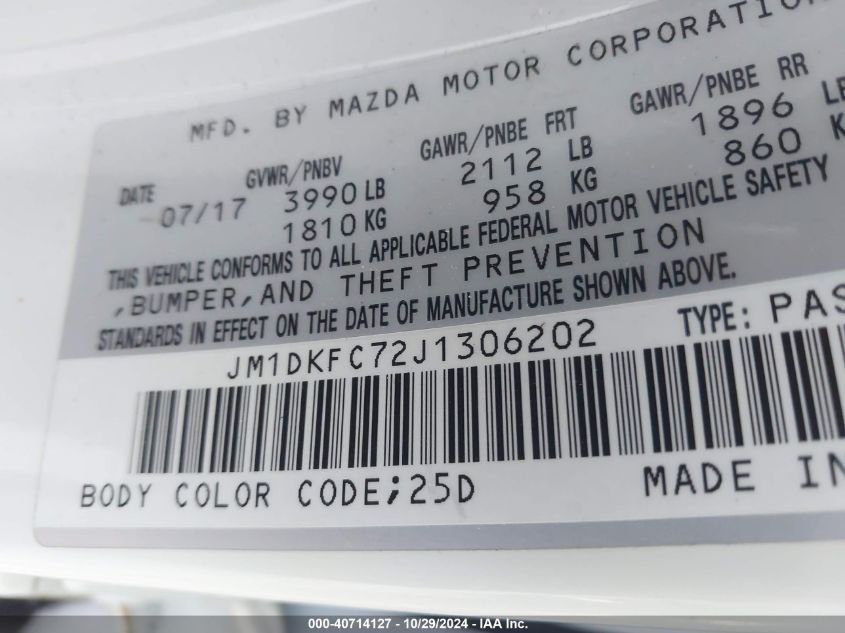 MFD. BY MAZDA MOTOR CORPORATION
DATE GVWR/PNBV GAWR/PNBE FRT GAWR/PNBE RR
07/17 3990 LB 2112 LB 1896 LB
1810 KG 958 KG 860 K
THIS VEHICLE CONFORMS TO ALL APPLICABLE FEDERAL MOTOR VEHICLE SAFETY
,BUMPER,AND THEFT PREVENTION
STANDARDS IN EFFECT ON THE DATE OF MANUFACTURE SHOWN ABOVE.
JM1DKFC72J1306202 TYPE: PAS
BODY COLOR CODE;25D MADE IN
000-40714127 - 10/29/2024 - IAA Inc.